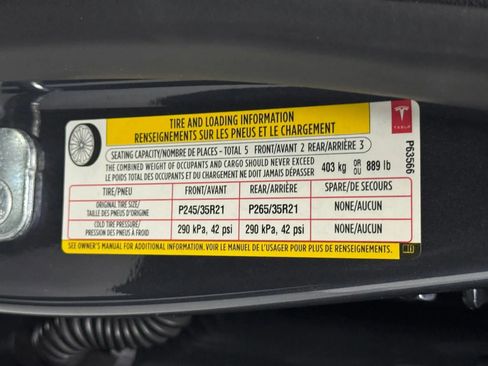 TIRE AND LOADING INFORMATION
RENSEIGNEMENTS SUR LES PNEUS ET LE CHARGEMENT
TESLA
SEATING CAPACITY/NOMBRE DE PLACES - TOTAL 5 FRONT/AVANT 2 REAR/ARRIÈRE 3
THE COMBINED WEIGHT OF OCCUPANTS AND CARGO SHOULD NEVER EXCEED
LE POIDS TOTAL DES OCCUPANTS ET DU CHARGEMENT NE DOIT JAMAIS DÉPASSER
403 kg OR OU 889 lb
P63566
TIRE/PNEU FRONT/AVANT REAR/ARRIÈRE SPARE/DE SECOURS
ORIGINAL TIRE SIZE/
TAILLE DES PNEUS D'ORIGINE
P245/35R21 P265/35R21 NONE/AUCUN
COLD TIRE PRESSURE/
PRESSION DES PNEUS À FROID
290 kPa, 42 psi 290 kPa, 42 psi NONE/AUCUN
SEE OWNER'S MANUAL FOR ADDITIONAL INFORMATION. VOIR LE MANUEL DE L'USAGER POUR PLUS DE RENSEIGNEMENTS.